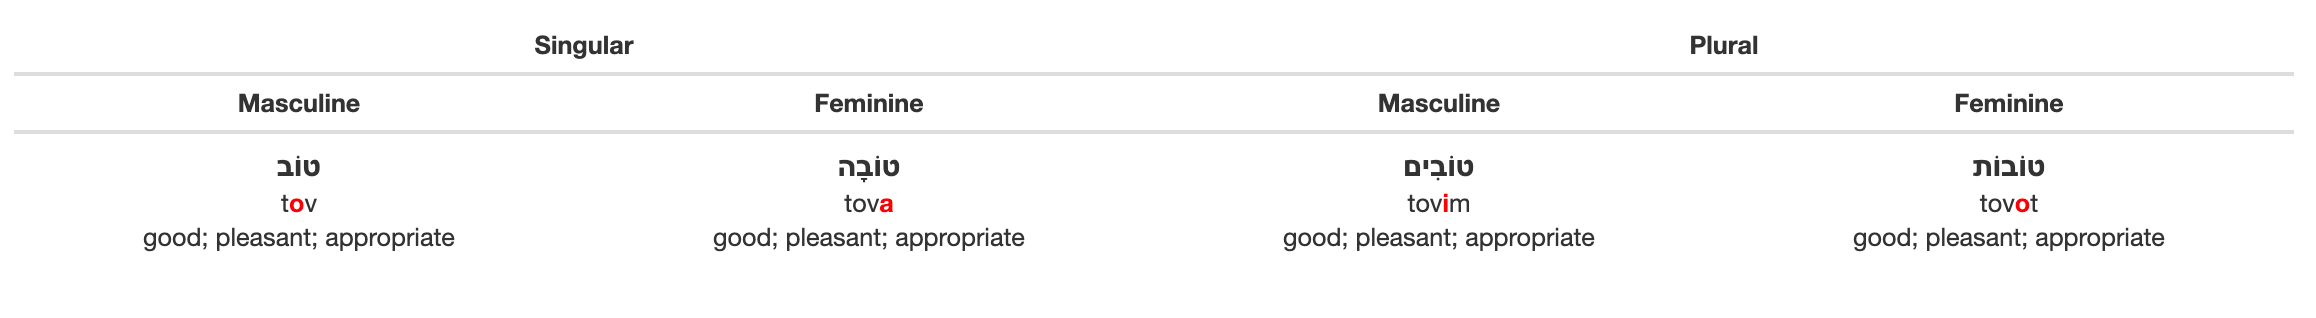 Singular Plural
Masculine Feminine Masculine Feminine
טוֹב טוֹבָה טוֹבִים טוֹבוֹת
tov tova tovim tovot
good; pleasant; appropriate good; pleasant; appropriate good; pleasant; appropriate good; pleasant; appropriate